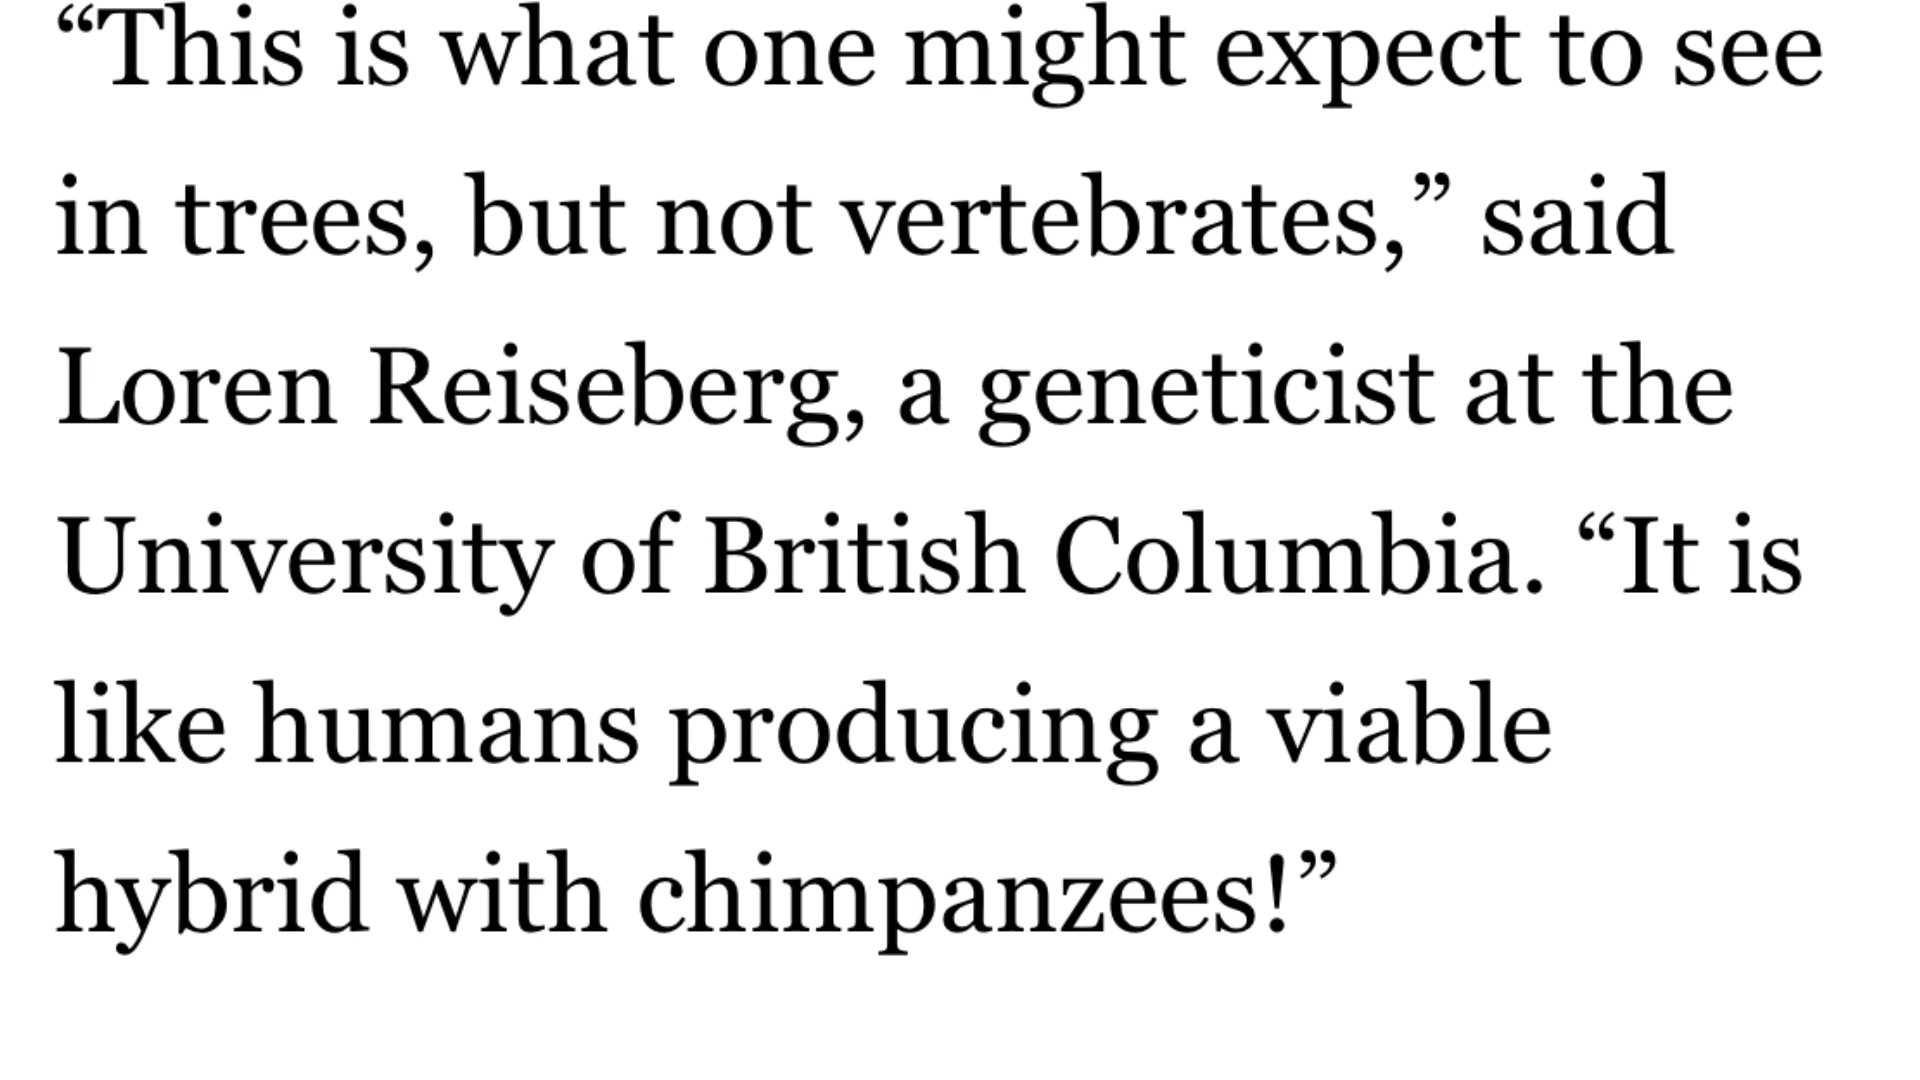 “This is what one might expect to see
in trees, but not vertebrates,” said
Loren Reiseberg, a geneticist at the
University of British Columbia. “It is
like humans producing a viable
hybrid with chimpanzees!”